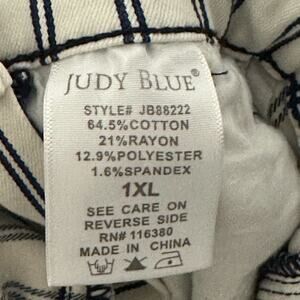 JUDY BLUE®
STYLE# JB88222
64.5%COTTON
21%RAYON
12.9%POLYESTER
1.6%SPANDEX
1XL
SEE CARE ON
REVERSE SIDE
RN# 116380
MADE IN CHINA